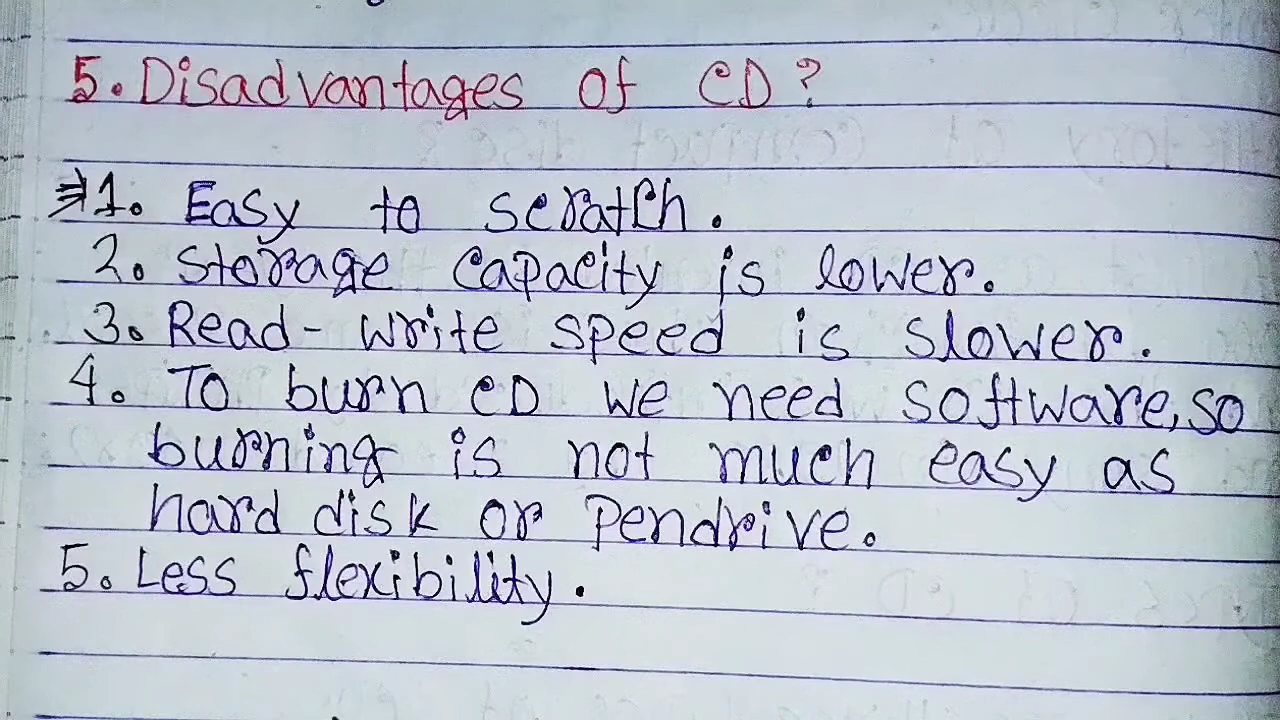 5. Disadvantages of CD?
⇒1. Easy to scratch.
2. Storage capacity is lower.
3. Read-write speed is slower.
4. To burn CD we need software, so
burning is not much easy as
hard disk or Pendrive.
5. Less flexibility.